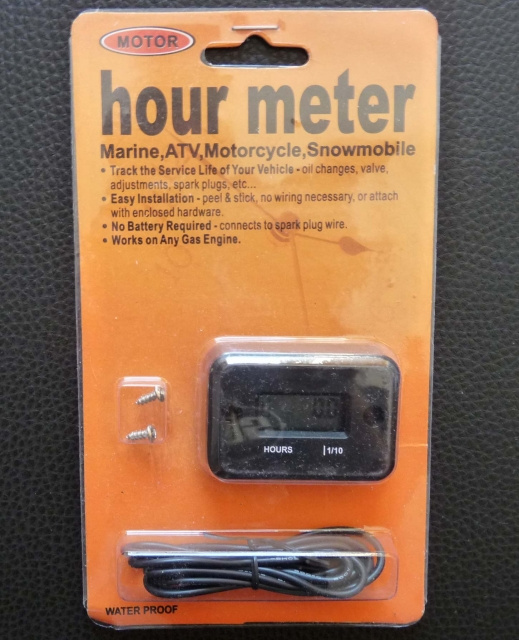 MOTOR
hour meter
Marine,ATV,Motorcycle,Snowmobile
• Track the Service Life of Your Vehicle - oil changes, valve,
adjustments, spark plugs, etc...
• Easy Installation - peel & stick, no wiring necessary, or attach
with enclosed hardware.
• No Battery Required - connects to spark plug wire.
• Works on Any Gas Engine.
HOURS |1/10
WATER PROOF